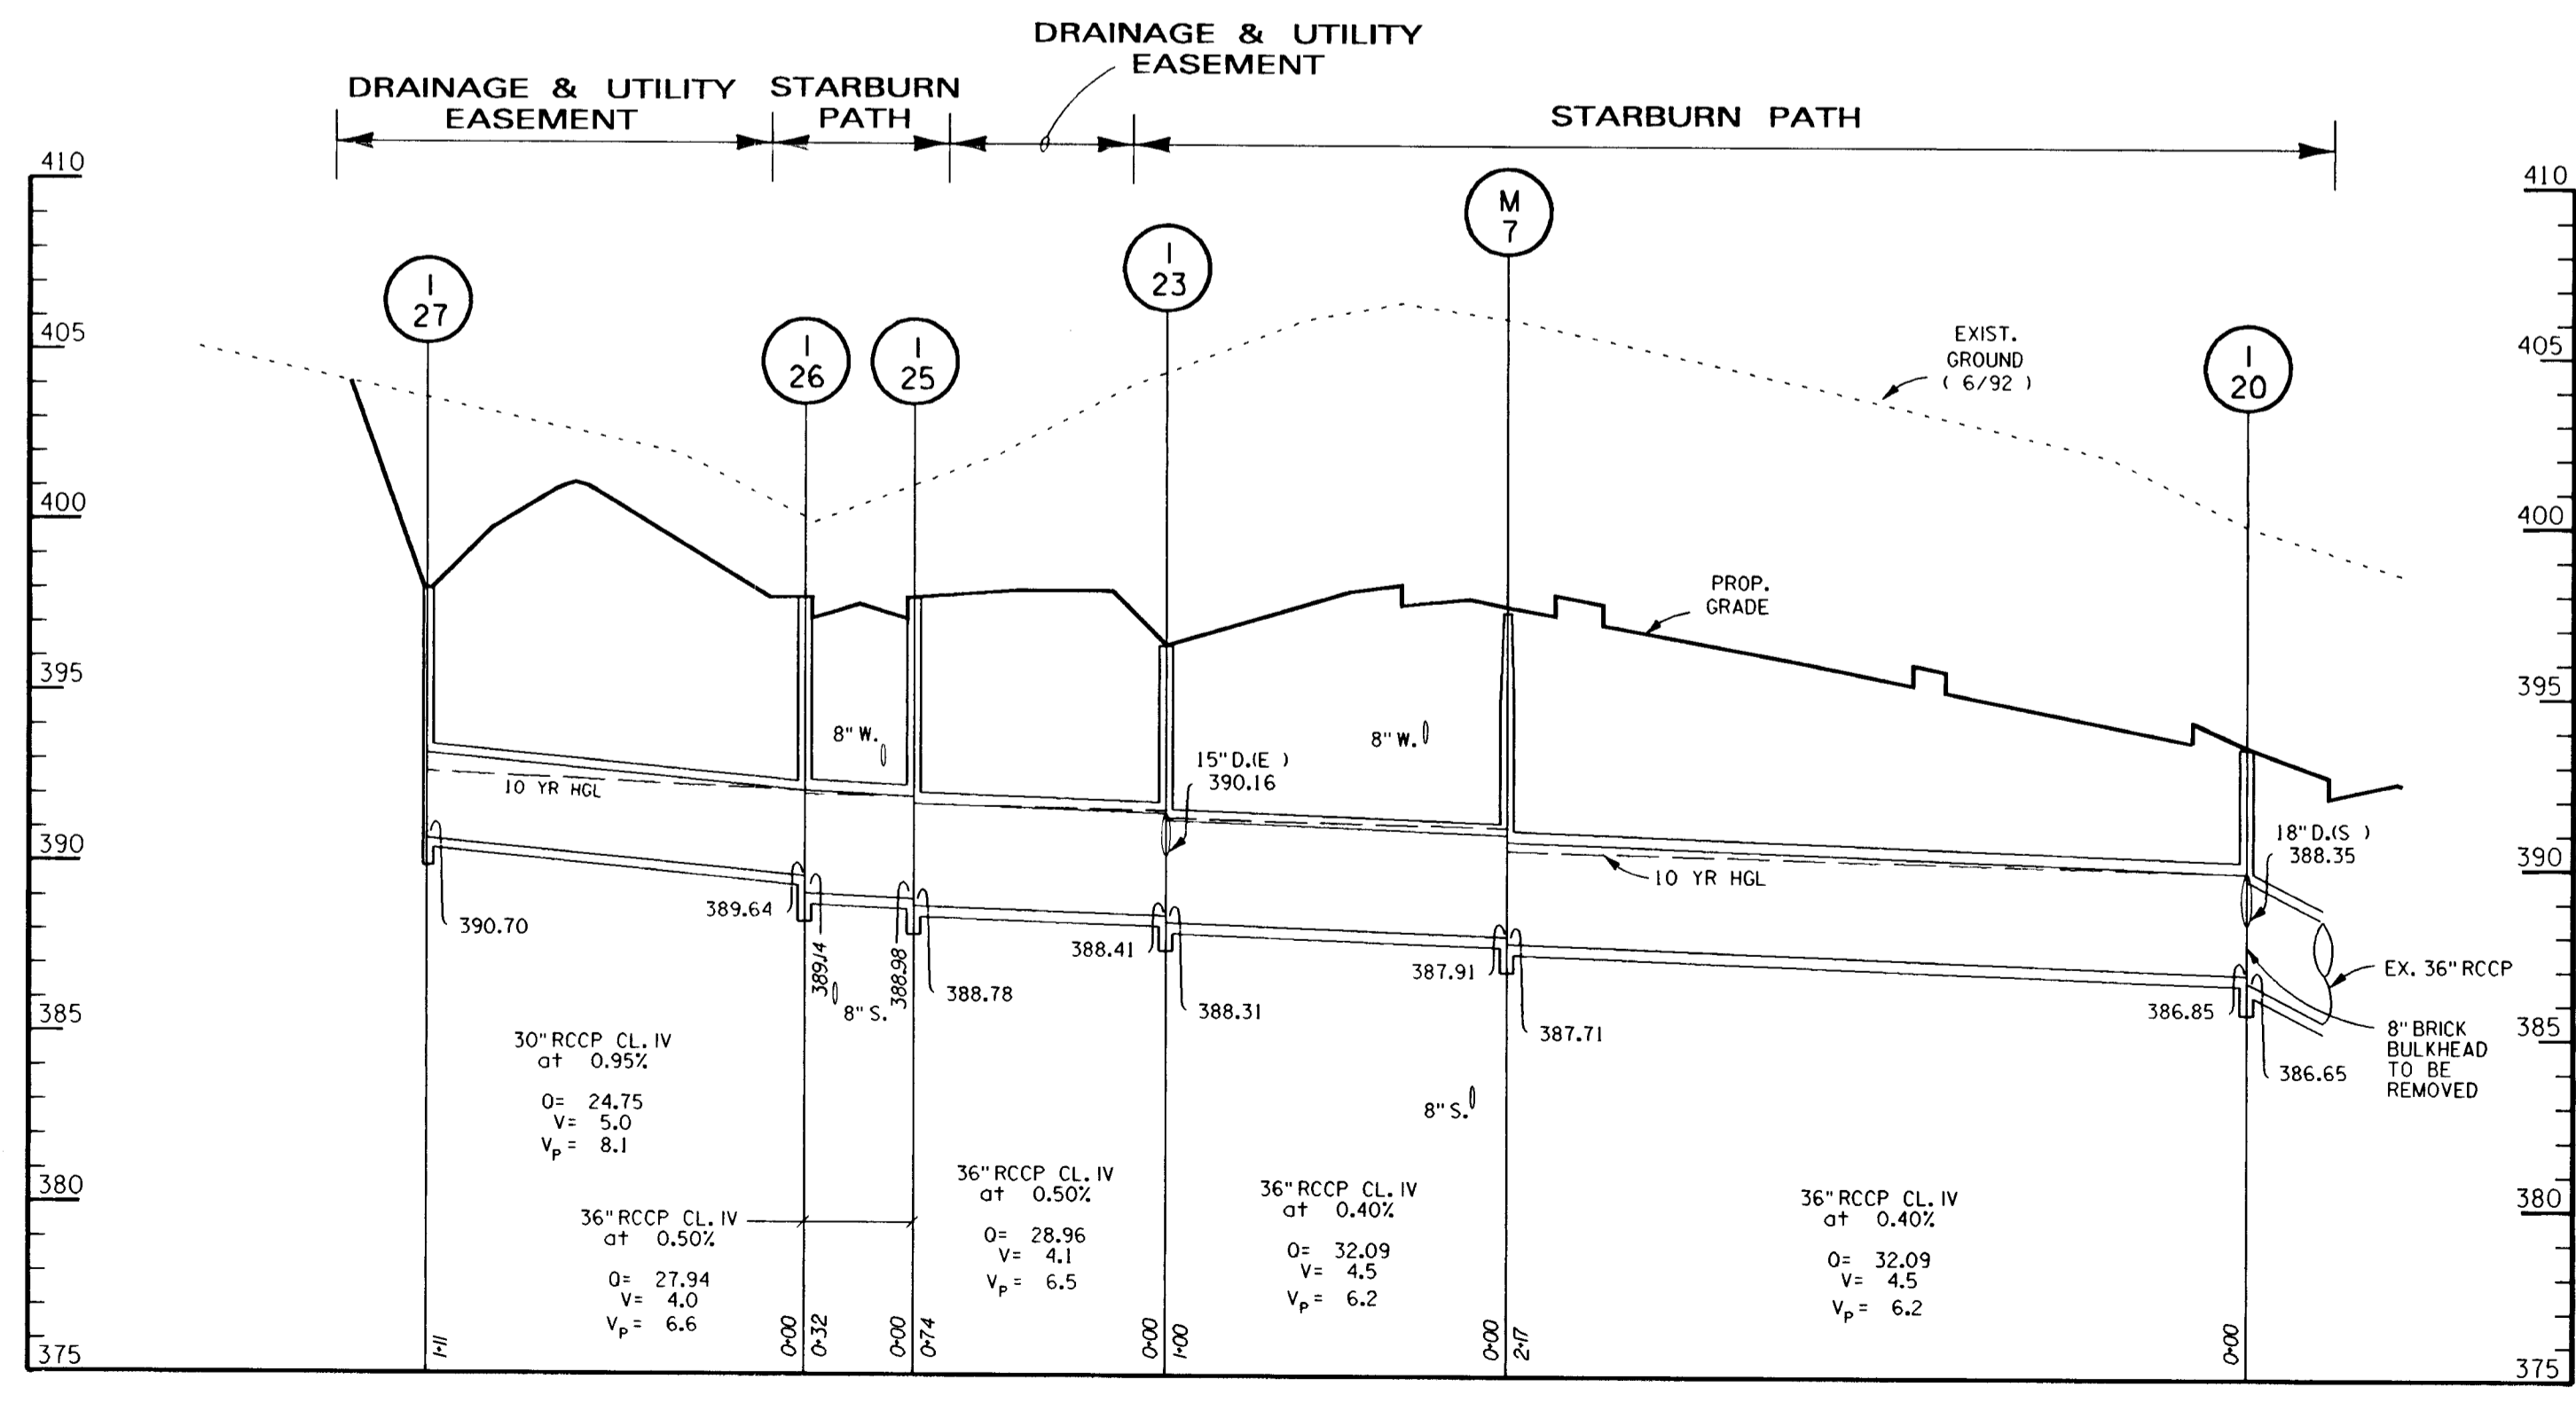 DRAINAGE & UTILITY
EASEMENT
DRAINAGE & UTILITY
EASEMENT
STARBURN
PATH
STARBURN PATH
410
405
400
395
390
385
380
375
410
405
400
395
390
385
380
375
I
27
I
26
I
25
I
23
M
7
I
20
EXIST.
GROUND
( 6/92 )
PROP.
GRADE
8" W.
8" W.
15" D.(E )
390.16
10 YR HGL
10 YR HGL
18" D.(S )
388.35
390.70
389.64
389.14
388.98
8" S.
388.78
388.41
388.31
387.91
387.71
386.85
386.65
EX. 36" RCCP
8" BRICK
BULKHEAD
TO BE
REMOVED
8" S.
30" RCCP CL. IV
at 0.95%
Q= 24.75
V= 5.0
Vp= 8.1
36" RCCP CL. IV
at 0.50%
Q= 27.94
V= 4.0
Vp= 6.6
36" RCCP CL. IV
at 0.50%
Q= 28.96
V= 4.1
Vp= 6.5
36" RCCP CL. IV
at 0.40%
Q= 32.09
V= 4.5
Vp= 6.2
36" RCCP CL. IV
at 0.40%
Q= 32.09
V= 4.5
Vp= 6.2
1+11
0+00
0+32
0+00
0+74
0+00
1+00
0+00
2+17
0+00